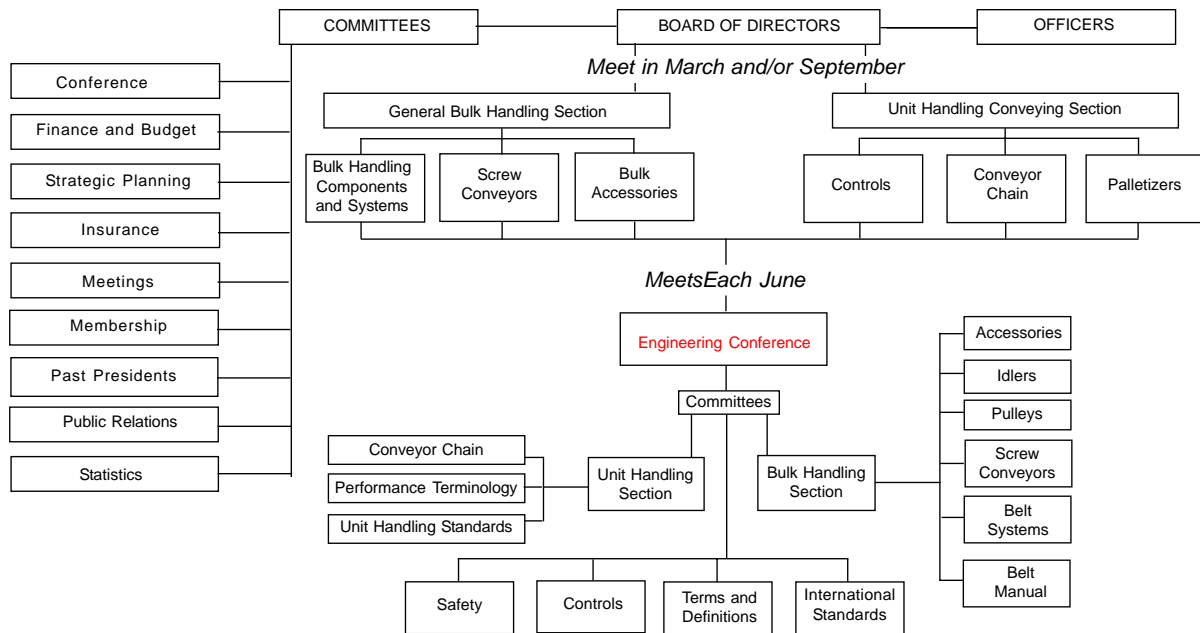 COMMITTEES
BOARD OF DIRECTORS
OFFICERS
Meet in March and/or September
Conference
Finance and Budget
Strategic Planning
Insurance
Meetings
Membership
Past Presidents
Public Relations
Statistics
General Bulk Handling Section
Unit Handling Conveying Section
Bulk Handling
Components
and Systems
Screw
Conveyors
Bulk
Accessories
Controls
Conveyor
Chain
Palletizers
MeetsEach June
Engineering Conference
Committees
Conveyor Chain
Performance Terminology
Unit Handling Standards
Unit Handling
Section
Bulk Handling
Section
Accessories
Idlers
Pulleys
Screw
Conveyors
Belt
Systems
Belt
Manual
Safety
Controls
Terms and
Definitions
International
Standards